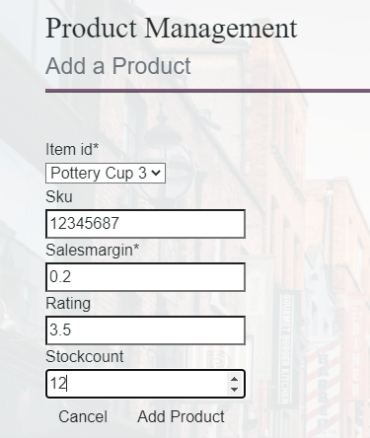 Product Management
Add a Product
Item id*
Pottery Cup 3
Sku
12345687
Salesmargin*
0.2
Rating
3.5
Stockcount
12
Cancel Add Product